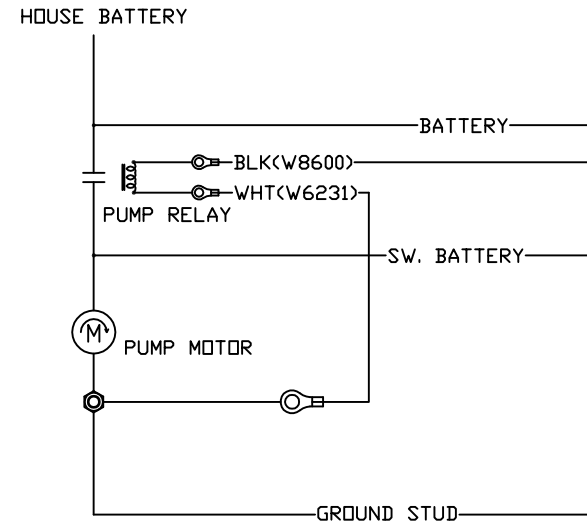 HOUSE BATTERY
BATTERY
BLK(W8600)
WHT(W6231)
PUMP RELAY
SW. BATTERY
M
PUMP MOTOR
GROUND STUD